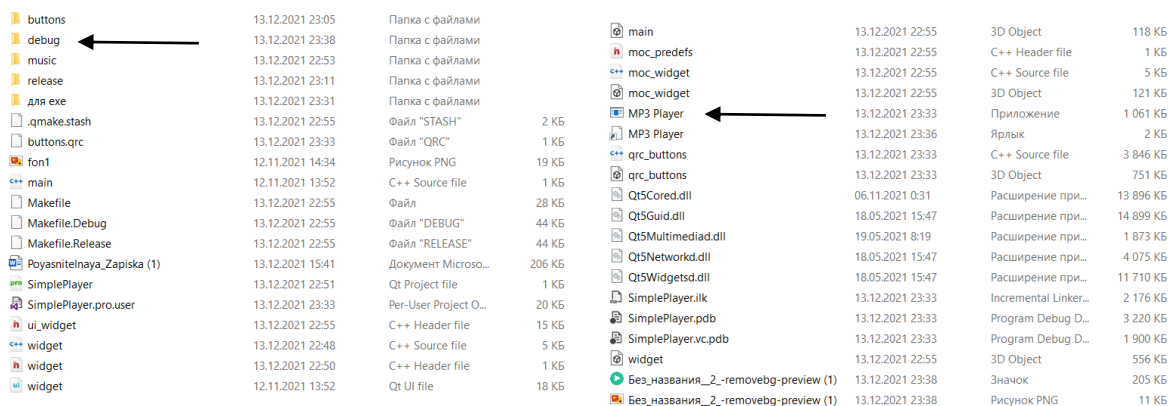 buttons 13.12.2021 23:05 Папка с файлами
debug 13.12.2021 23:38 Папка с файлами
music 13.12.2021 22:53 Папка с файлами
release 13.12.2021 23:11 Папка с файлами
для exe 13.12.2021 23:31 Папка с файлами
.qmake.stash 13.12.2021 22:55 Файл "STASH" 2 КБ
buttons.qrc 13.12.2021 23:33 Файл "QRC" 1 КБ
fon1 12.11.2021 14:34 Рисунок PNG 19 КБ
main 12.11.2021 13:52 C++ Source file 1 КБ
Makefile 13.12.2021 22:55 Файл 28 КБ
Makefile.Debug 13.12.2021 22:55 Файл "DEBUG" 44 КБ
Makefile.Release 13.12.2021 22:55 Файл "RELEASE" 44 КБ
Poyasnitelnaya_Zapiska (1) 13.12.2021 15:41 Документ Microso... 206 КБ
SimplePlayer 13.12.2021 22:51 Qt Project file 1 КБ
SimplePlayer.pro.user 13.12.2021 23:33 Per-User Project O... 20 КБ
ui_widget 13.12.2021 22:55 C++ Header file 15 КБ
widget 13.12.2021 22:48 C++ Source file 5 КБ
widget 13.12.2021 22:50 C++ Header file 1 КБ
widget 12.11.2021 13:52 Qt UI file 18 КБ
main 13.12.2021 22:55 3D Object 118 КБ
moc_predefs 13.12.2021 22:55 C++ Header file 1 КБ
moc_widget 13.12.2021 22:55 C++ Source file 5 КБ
moc_widget 13.12.2021 22:55 3D Object 121 КБ
MP3 Player 13.12.2021 23:33 Приложение 1 061 КБ
MP3 Player 13.12.2021 23:36 Ярлык 2 КБ
qrc_buttons 13.12.2021 23:33 C++ Source file 3 846 КБ
qrc_buttons 13.12.2021 23:33 3D Object 751 КБ
Qt5Cored.dll 06.11.2021 0:31 Расширение при... 13 896 КБ
Qt5Guid.dll 18.05.2021 15:47 Расширение при... 14 899 КБ
Qt5Multimediad.dll 19.05.2021 8:19 Расширение при... 1 873 КБ
Qt5Networkd.dll 18.05.2021 15:47 Расширение при... 4 075 КБ
Qt5Widgetsd.dll 18.05.2021 15:47 Расширение при... 11 710 КБ
SimplePlayer.ilk 13.12.2021 23:33 Incremental Linker... 2 176 КБ
SimplePlayer.pdb 13.12.2021 23:33 Program Debug D... 3 220 КБ
SimplePlayer.vc.pdb 13.12.2021 23:33 Program Debug D... 1 900 КБ
widget 13.12.2021 22:55 3D Object 556 КБ
Без_названия__2_-removebg-preview (1) 13.12.2021 23:38 Значок 205 КБ
Без_названия__2_-removebg-preview (1) 13.12.2021 23:38 Рисунок PNG 11 КБ